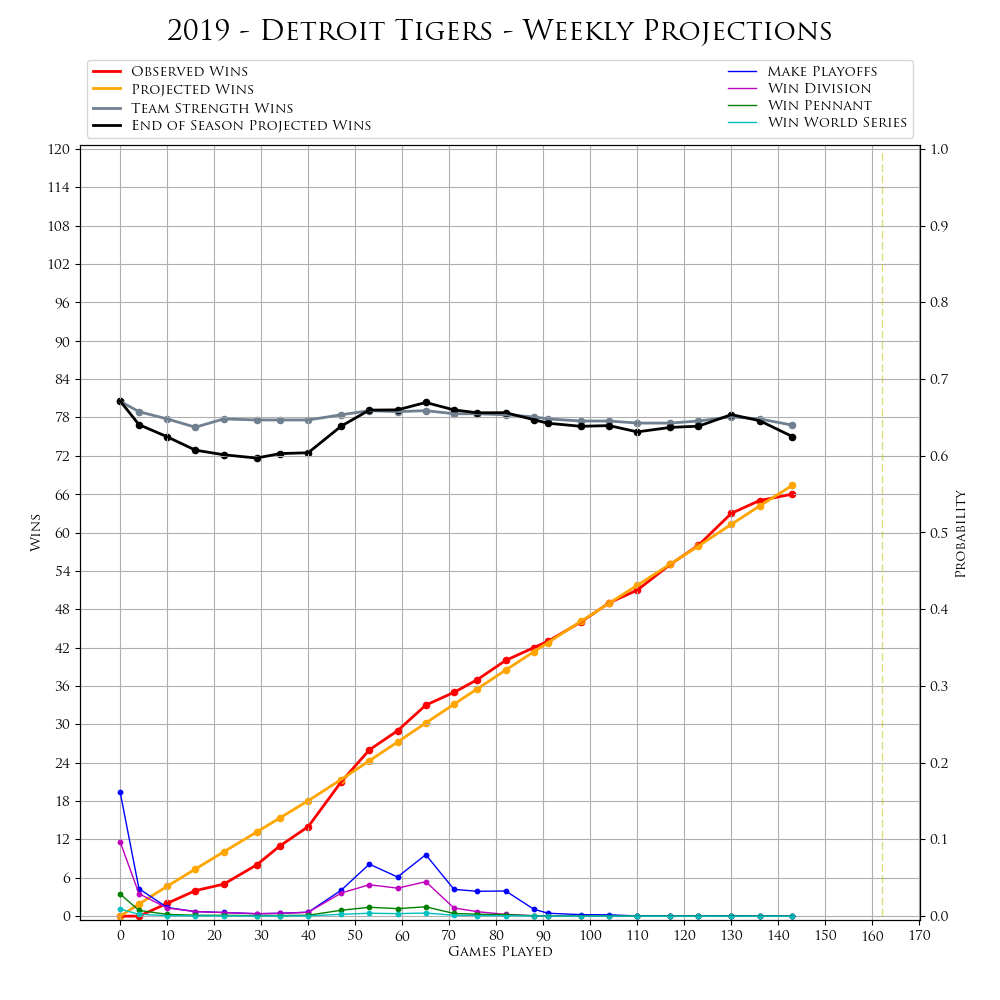 2019 - Detroit Tigers - Weekly Projections
Observed Wins
Projected Wins
Team Strength Wins
End of Season Projected Wins
Make Playoffs
Win Division
Win Pennant
Win World Series
120
114
108
102
96
90
84
78
72
66
60
54
48
42
36
30
24
18
12
6
0
Wins
1.0
0.9
0.8
0.7
0.6
0.5
0.4
0.3
0.2
0.1
0.0
Probability
0 10 20 30 40 50 60 70 80 90 100 110 120 130 140 150 160 170
Games Played